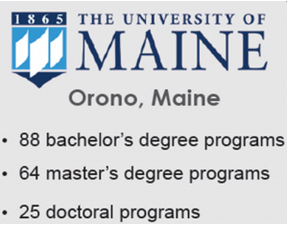 1865
THE UNIVERSITY OF
MAINE
Orono, Maine
• 88 bachelor's degree programs
• 64 master's degree programs
• 25 doctoral programs